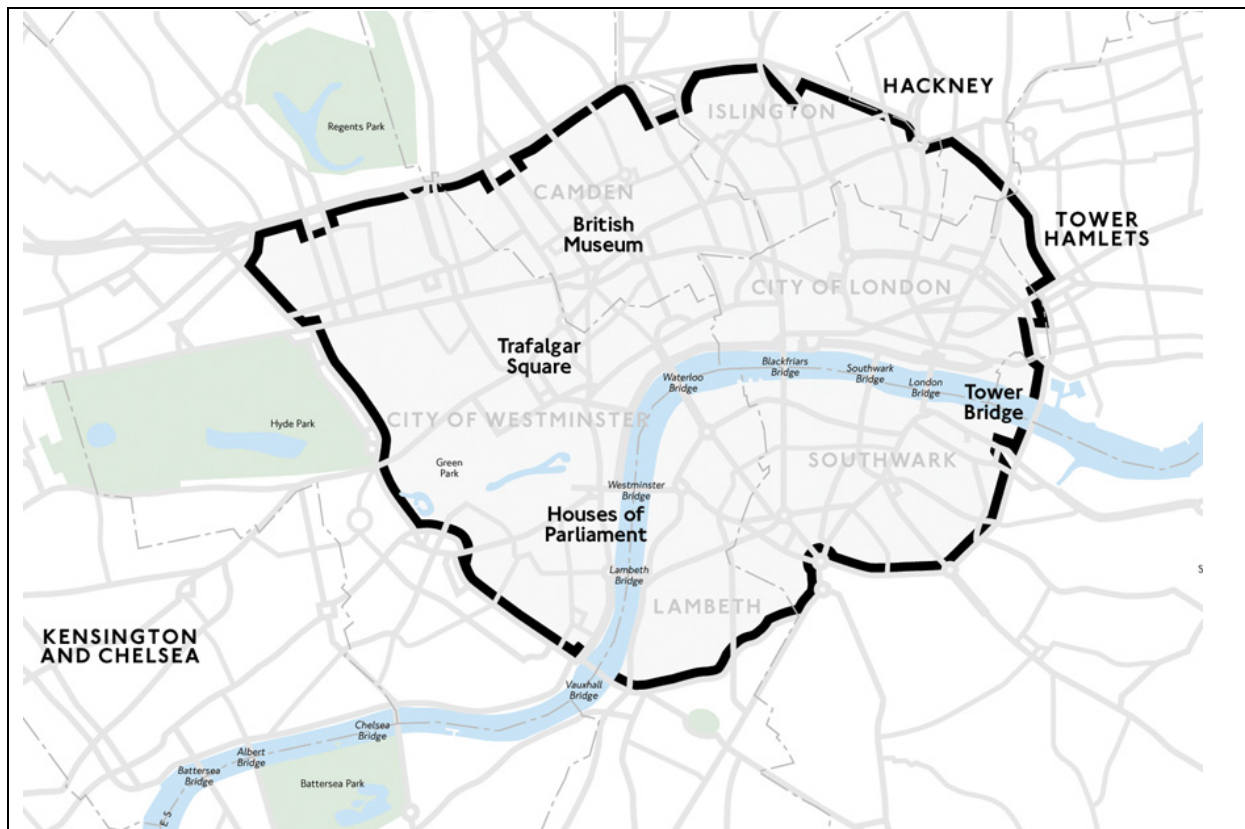 HACKNEY
ISLINGTON
Regents Park
CAMDEN
British
Museum
TOWER
HAMLETS
CITY OF LONDON
Trafalgar
Square
Blackfriars
Bridge
Southwark
Bridge
Waterloo
Bridge
London
Bridge
Tower
Bridge
CITY OF WESTMINSTER
Hyde Park
Green
Park
SOUTHWARK
Westminster
Bridge
Houses of
Parliament
Lambeth
Bridge
S
LAMBETH
KENSINGTON
AND CHELSEA
Vauxhall
Bridge
Chelsea
Bridge
Albert
Bridge
Battersea
Bridge
Battersea Park